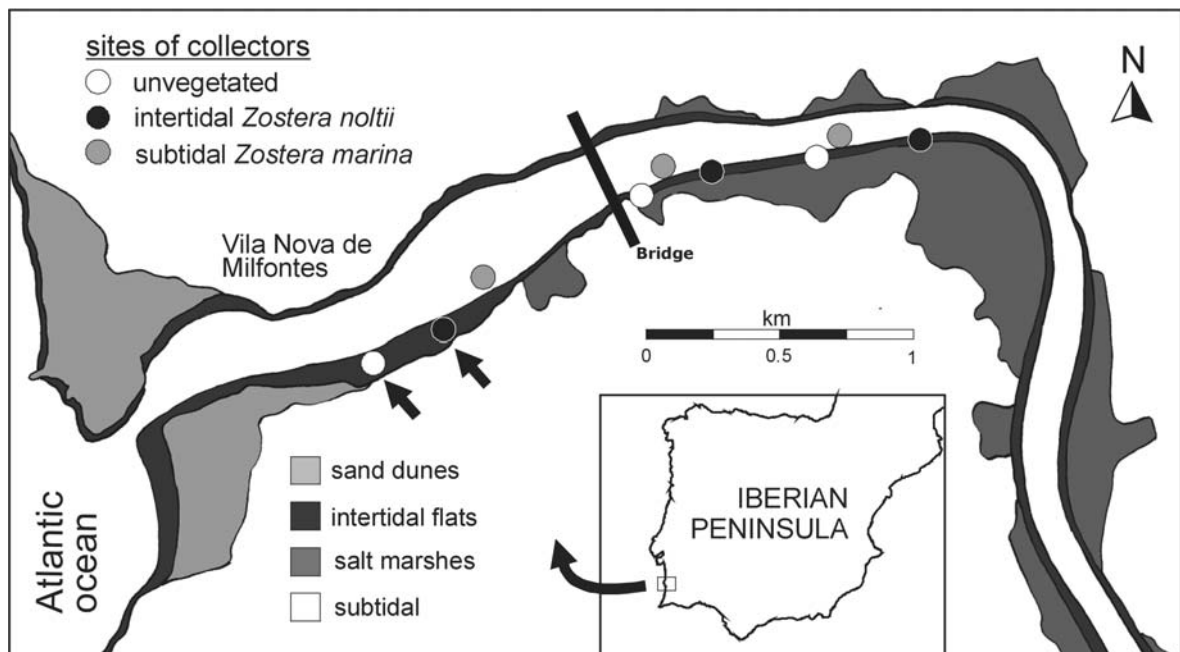 sites of collectors
unvegetated
intertidal Zostera noltii
subtidal Zostera marina
N
Vila Nova de
Milfontes
Bridge
km
0 0.5 1
sand dunes
intertidal flats
salt marshes
subtidal
Atlantic
ocean
IBERIAN
PENINSULA